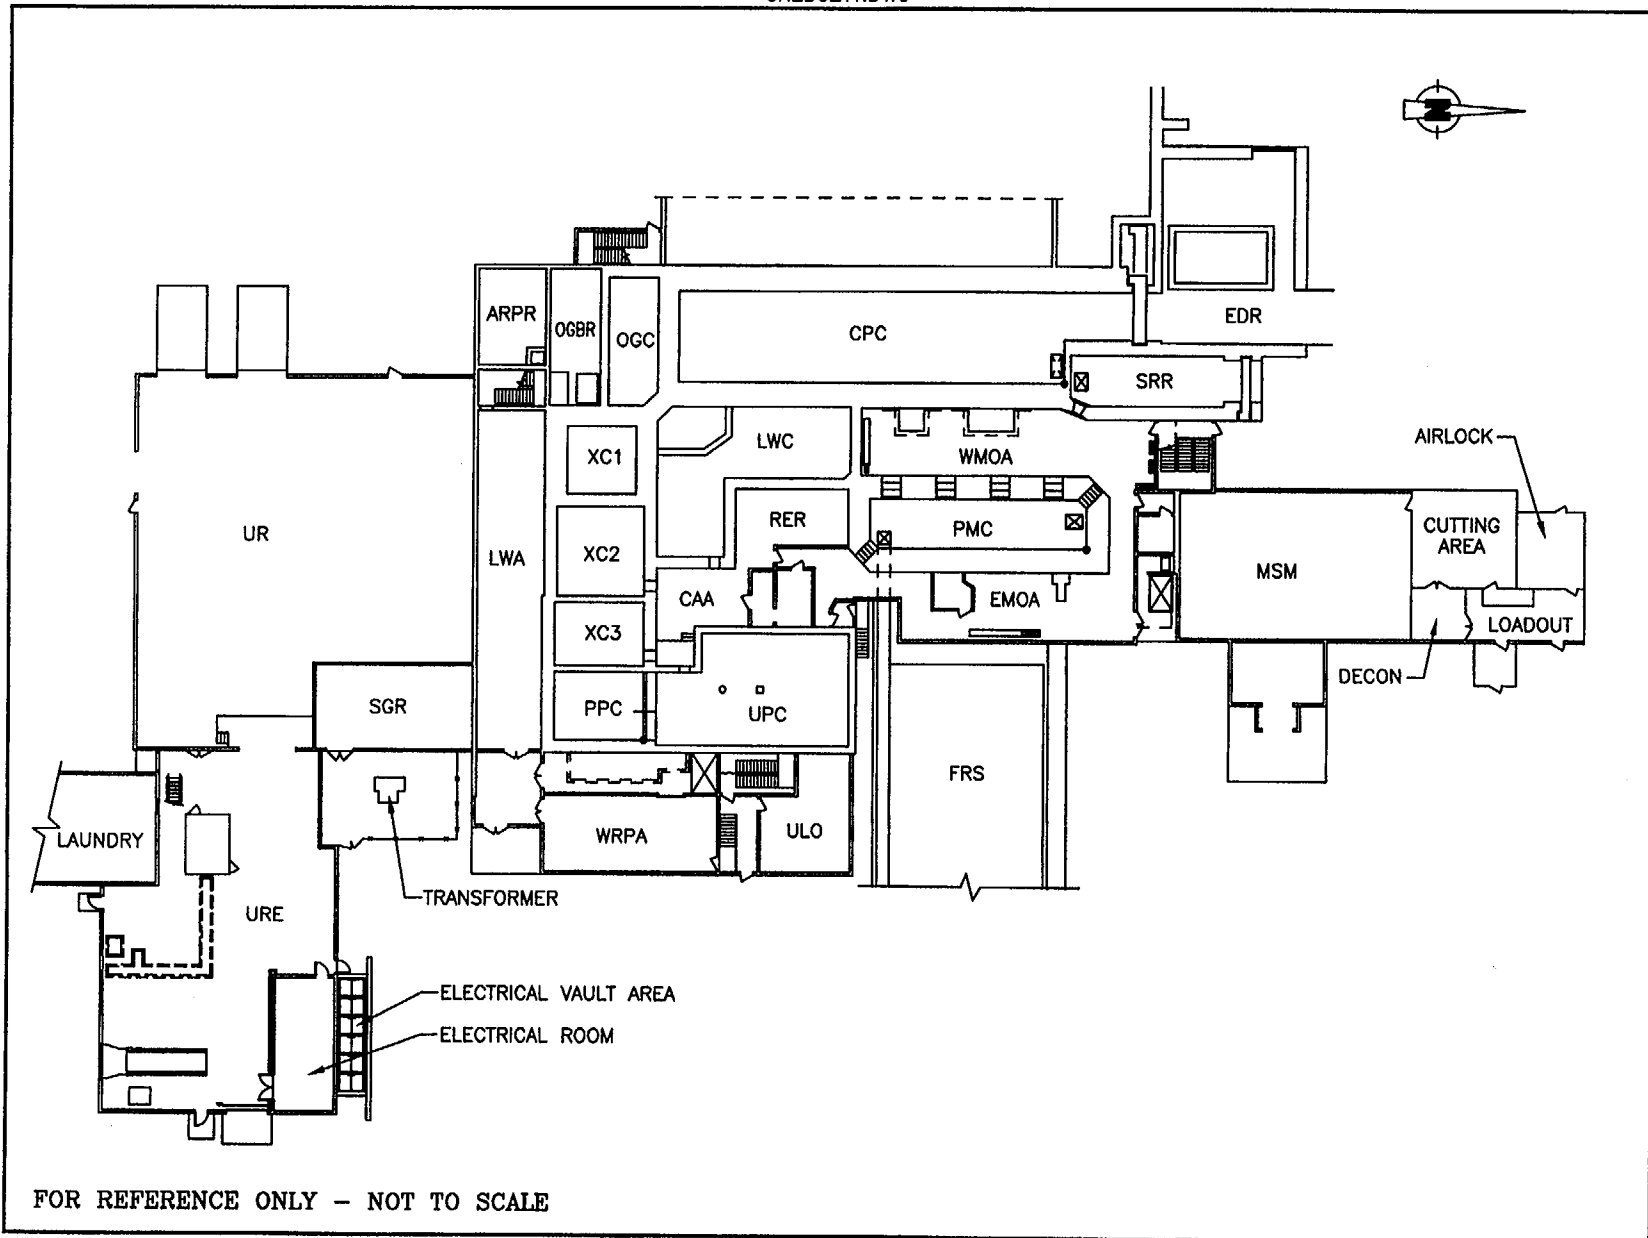 N
ARPR
OGBR
OGC
CPC
EDR
SRR
LWC
WMOA
AIRLOCK
XC1
UR
LWA
XC2
RER
PMC
MSM
CUTTING
AREA
CAA
EMOA
XC3
LOADOUT
DECON
SGR
PPC
UPC
FRS
LAUNDRY
WRPA
ULO
TRANSFORMER
URE
ELECTRICAL VAULT AREA
ELECTRICAL ROOM
FOR REFERENCE ONLY – NOT TO SCALE